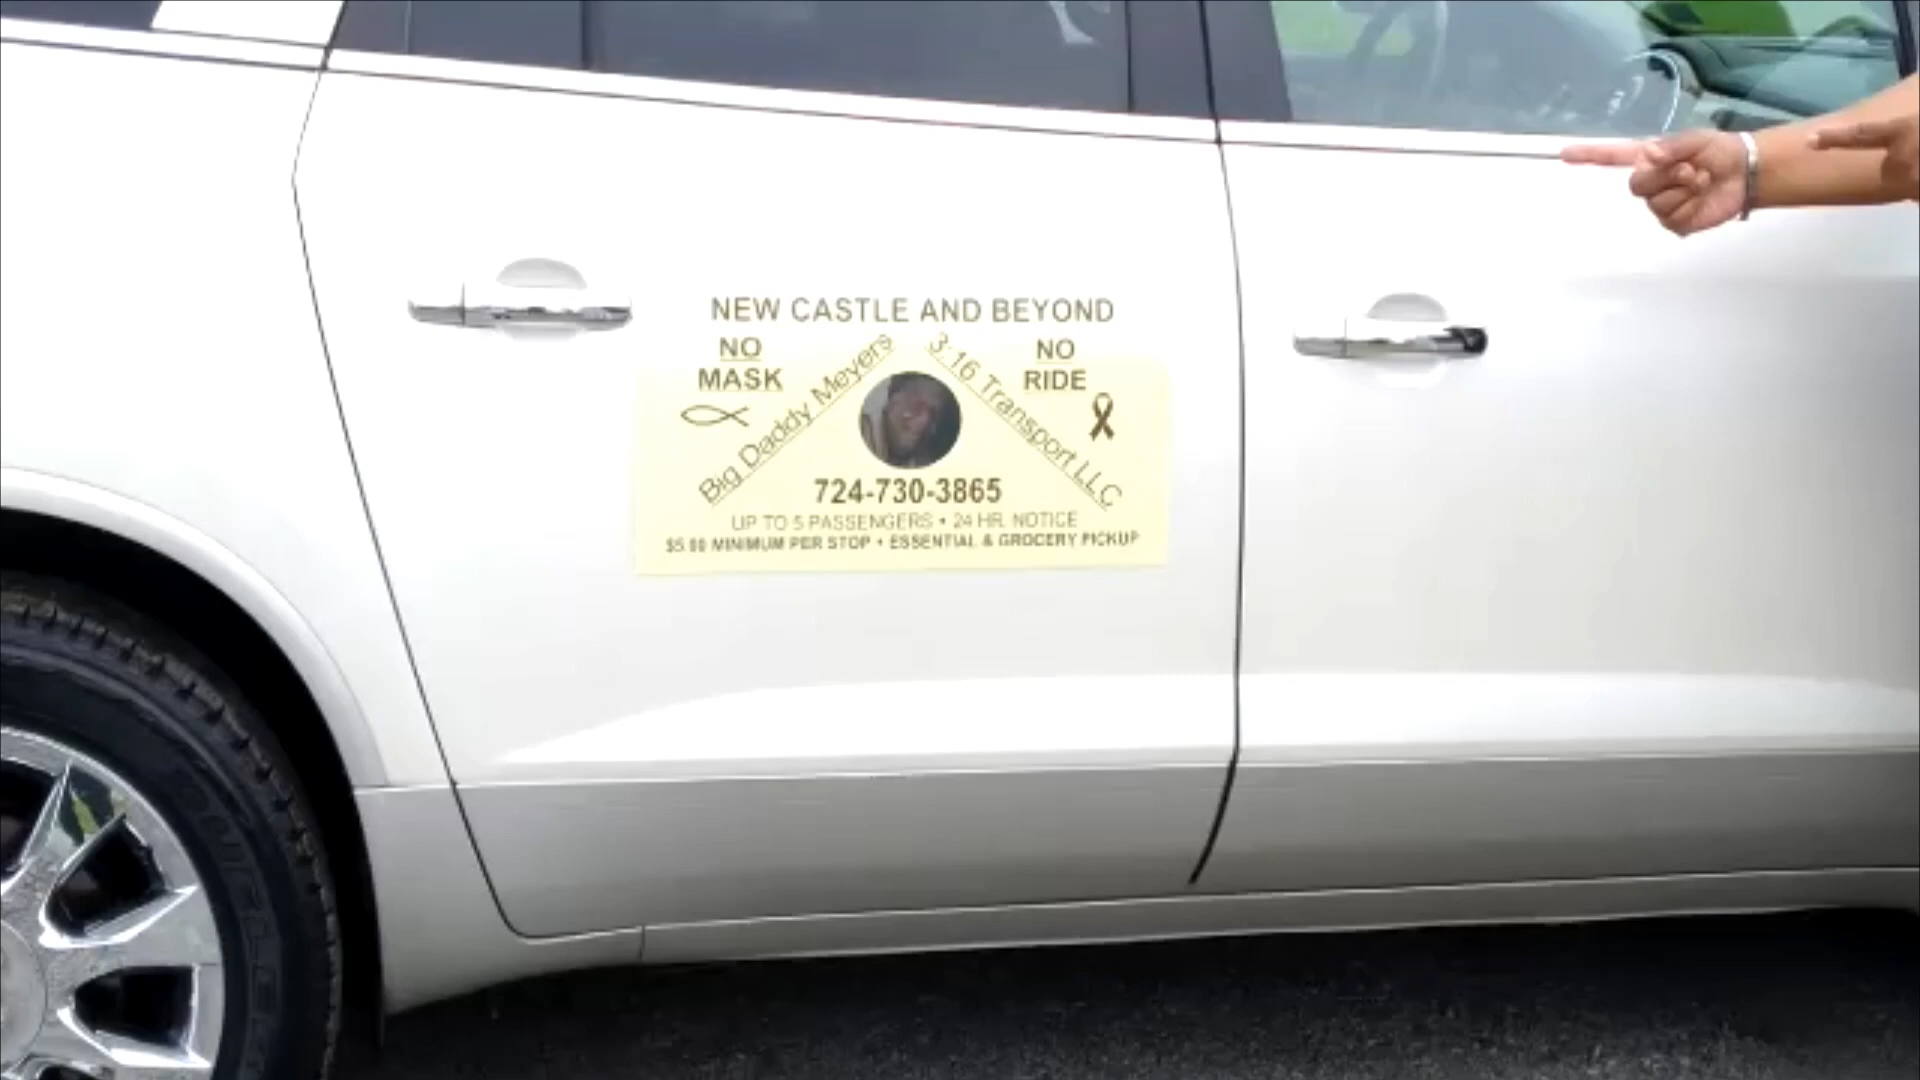 NEW CASTLE AND BEYOND
NO MASK
NO RIDE
Big Daddy Meyers
3:16 Transport LLC
724-730-3865
UP TO 5 PASSENGERS • 24 HR. NOTICE
$5.00 MINIMUM PER STOP • ESSENTIAL & GROCERY PICKUP